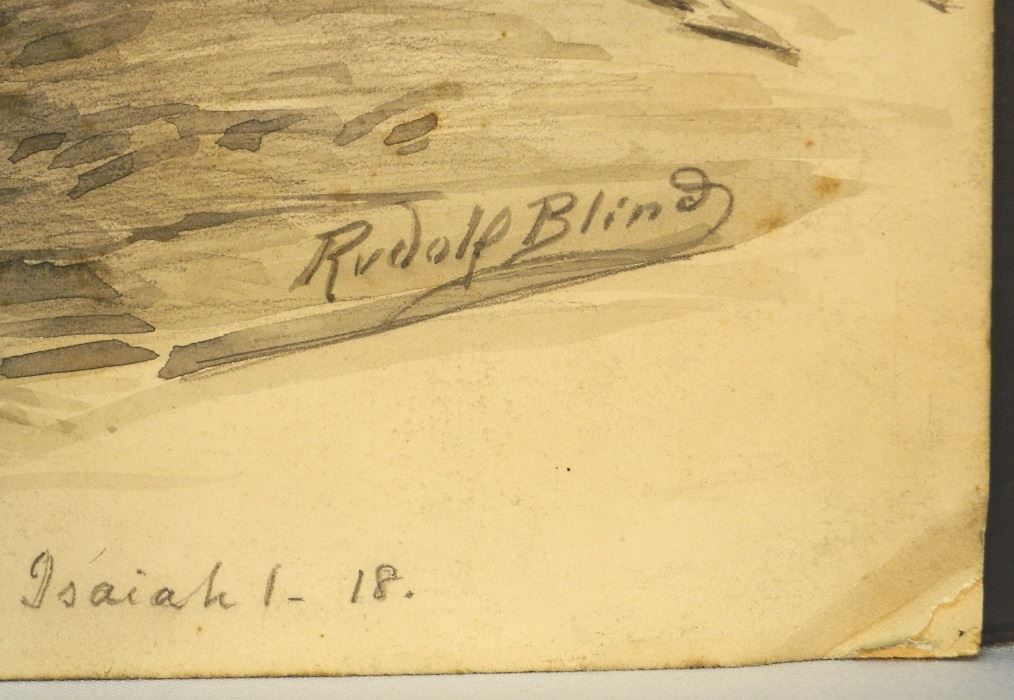 Rudolf Blind
Isaiah 1- 18.